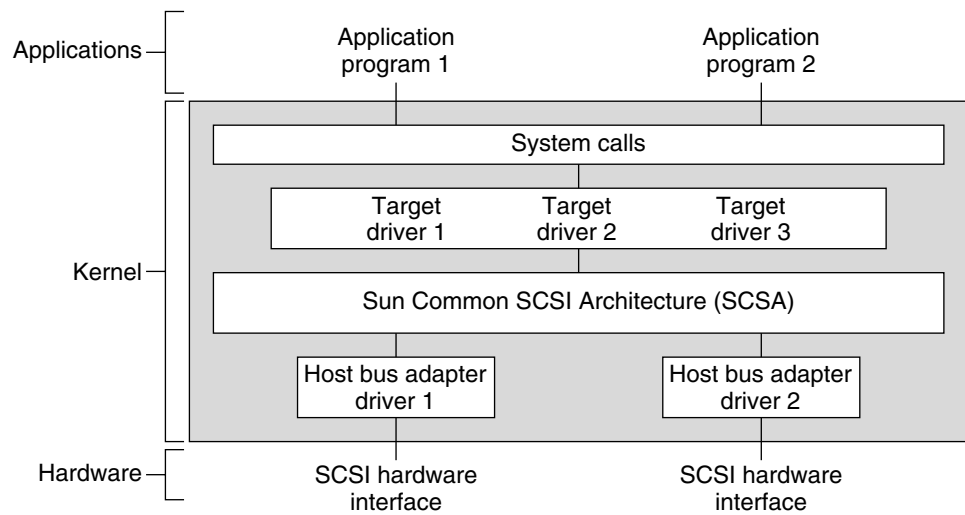 Applications
Application
program 1
Application
program 2
System calls
Target
driver 1
Target
driver 2
Target
driver 3
Kernel
Sun Common SCSI Architecture (SCSA)
Host bus adapter
driver 1
Host bus adapter
driver 2
Hardware
SCSI hardware
interface
SCSI hardware
interface